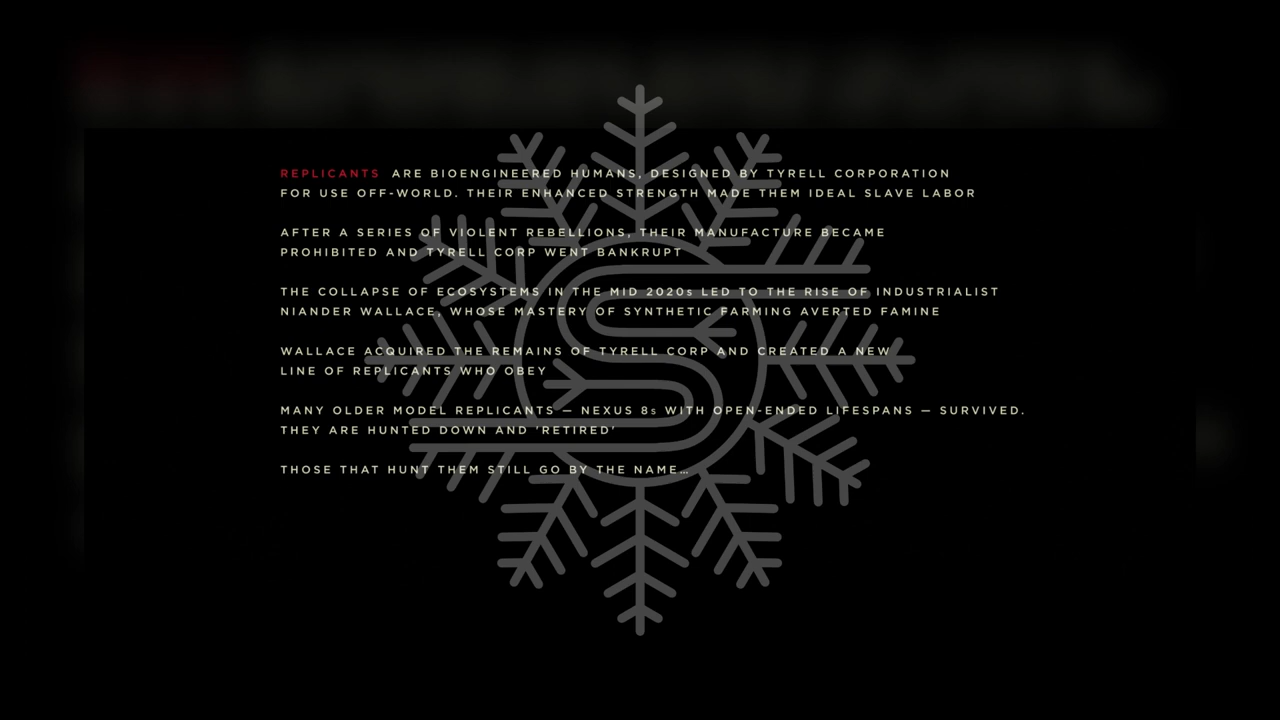 REPLICANTS ARE BIOENGINEERED HUMANS, DESIGNED BY TYRELL CORPORATION
FOR USE OFF-WORLD. THEIR ENHANCED STRENGTH MADE THEM IDEAL SLAVE LABOR
AFTER A SERIES OF VIOLENT REBELLIONS, THEIR MANUFACTURE BECAME
PROHIBITED AND TYRELL CORP WENT BANKRUPT
THE COLLAPSE OF ECOSYSTEMS IN THE MID 2020s LED TO THE RISE OF INDUSTRIALIST
NIANDER WALLACE, WHOSE MASTERY OF SYNTHETIC FARMING AVERTED FAMINE
WALLACE ACQUIRED THE REMAINS OF TYRELL CORP AND CREATED A NEW
LINE OF REPLICANTS WHO OBEY
MANY OLDER MODEL REPLICANTS – NEXUS 8s WITH OPEN-ENDED LIFESPANS – SURVIVED.
THEY ARE HUNTED DOWN AND 'RETIRED'
THOSE THAT HUNT THEM STILL GO BY THE NAME…